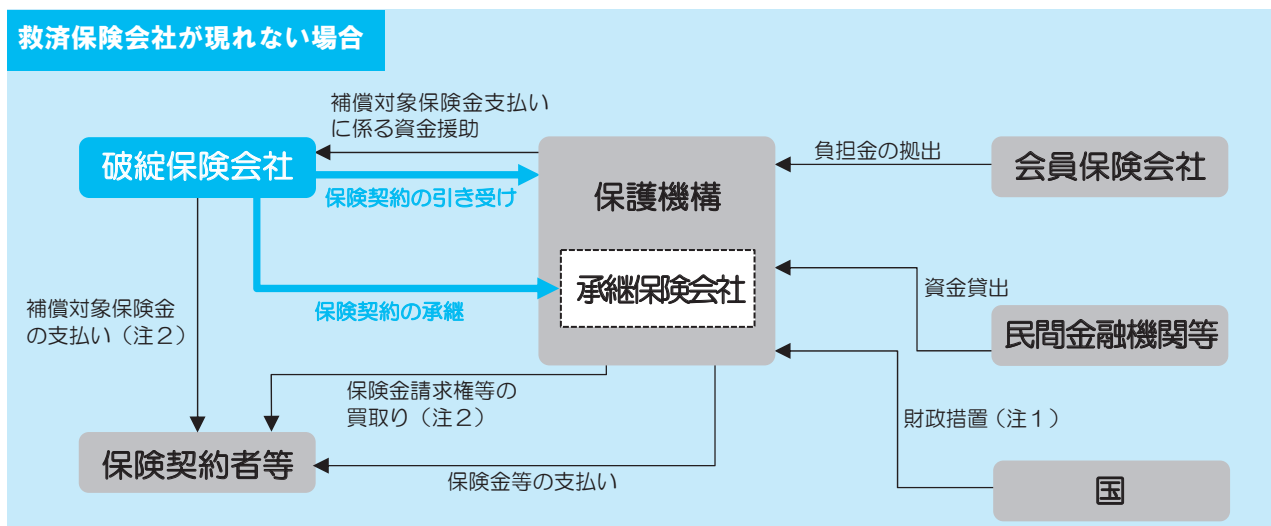 救済保険会社が現れない場合
補償対象保険金支払い
に係る資金援助
破綻保険会社
保険契約の引き受け
保護機構
負担金の拠出
会員保険会社
承継保険会社
保険契約の承継
資金貸出
民間金融機関等
補償対象保険金
の支払い（注２）
保険金請求権等の
買取り（注２）
財政措置（注１）
保険契約者等
保険金等の支払い
国